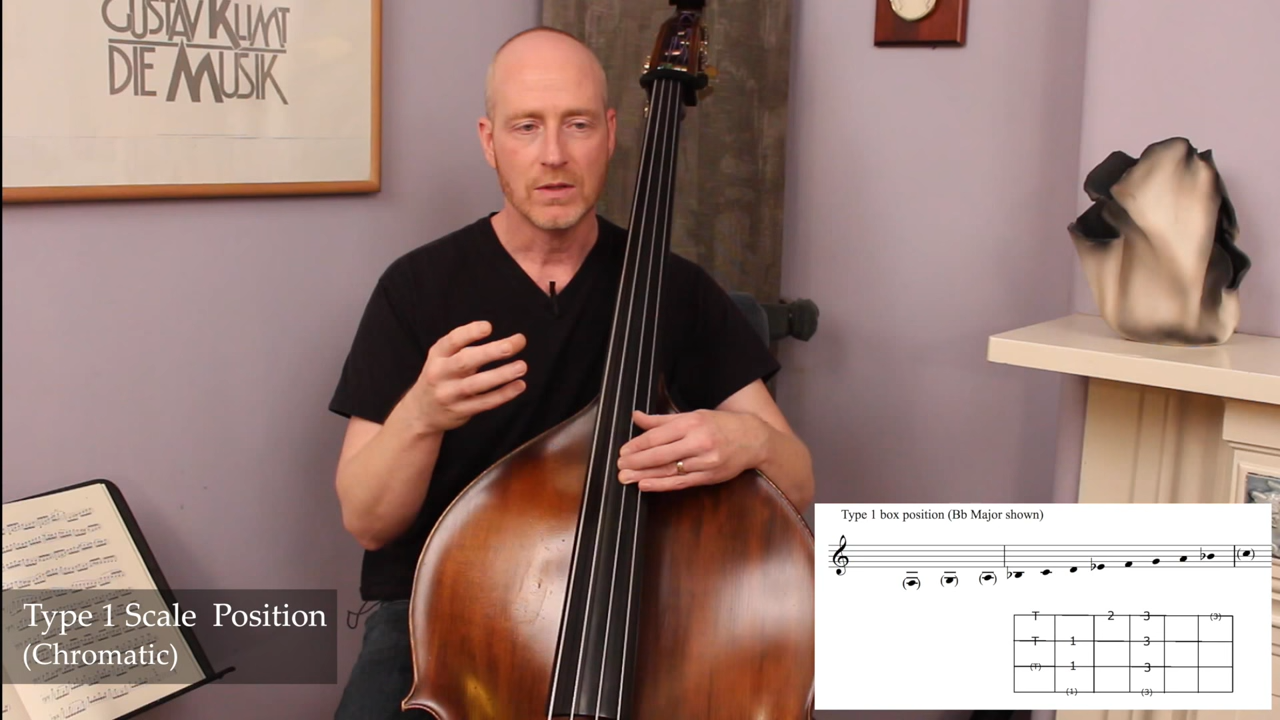 GUSTAV KLIMT
DIE MUSIK
Type 1 box position (Bb Major shown)
T 2 3 (3)
T 1 3
(T) 1 3
(1) (3)
Type 1 Scale Position
(Chromatic)